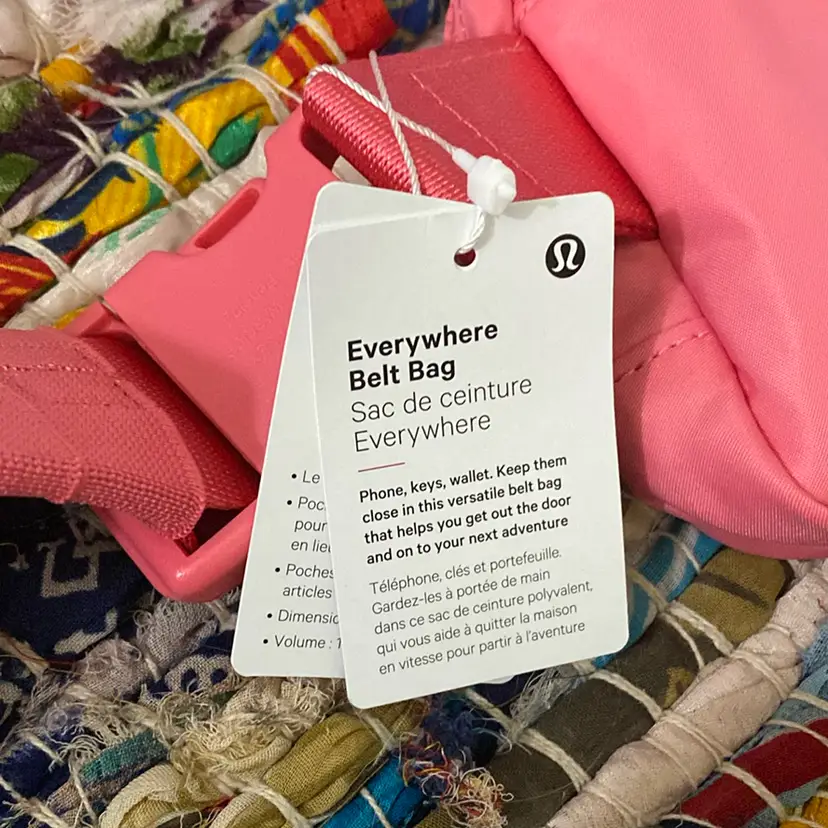 Everywhere
Belt Bag
Sac de ceinture
Everywhere
Phone, keys, wallet. Keep them
close in this versatile belt bag
that helps you get out the door
and on to your next adventure
Téléphone, clés et portefeuille.
Gardez-les à portée de main
dans ce sac de ceinture polyvalent,
qui vous aide à quitter la maison
en vitesse pour partir à l'aventure
• Le
• Poc
pour
en lie
• Poches
articles
• Dimensio
• Volume : 1